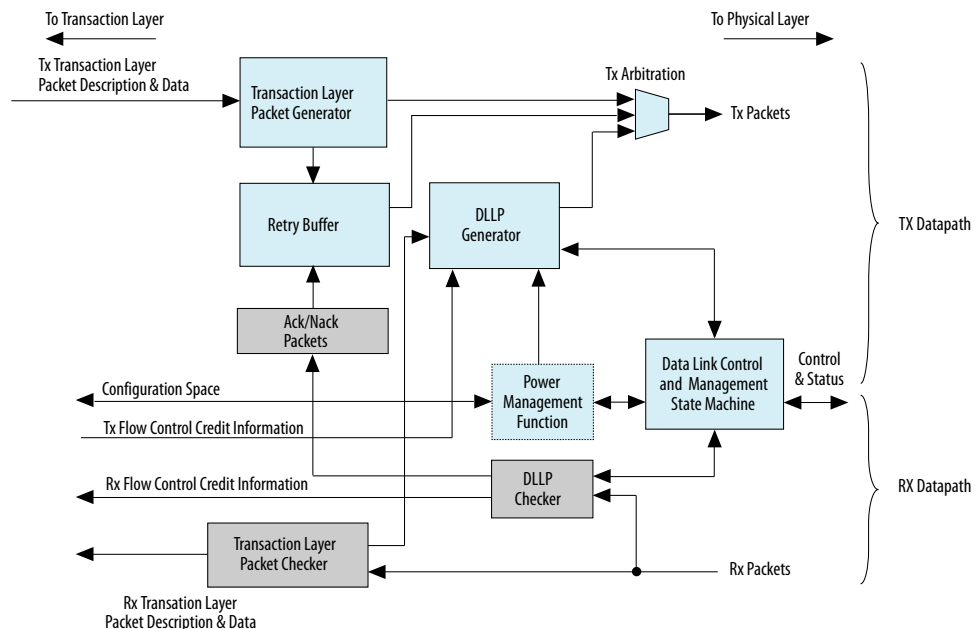 To Transaction Layer
To Physical Layer
Tx Transaction Layer
Packet Description & Data
Transaction Layer
Packet Generator
Tx Arbitration
Tx Packets
Retry Buffer
DLLP
Generator
TX Datapath
Ack/Nack
Packets
Data Link Control
and Management
State Machine
Control
& Status
Configuration Space
Power
Management
Function
Tx Flow Control Credit Information
Rx Flow Control Credit Information
DLLP
Checker
RX Datapath
Transaction Layer
Packet Checker
Rx Packets
Rx Transation Layer
Packet Description & Data